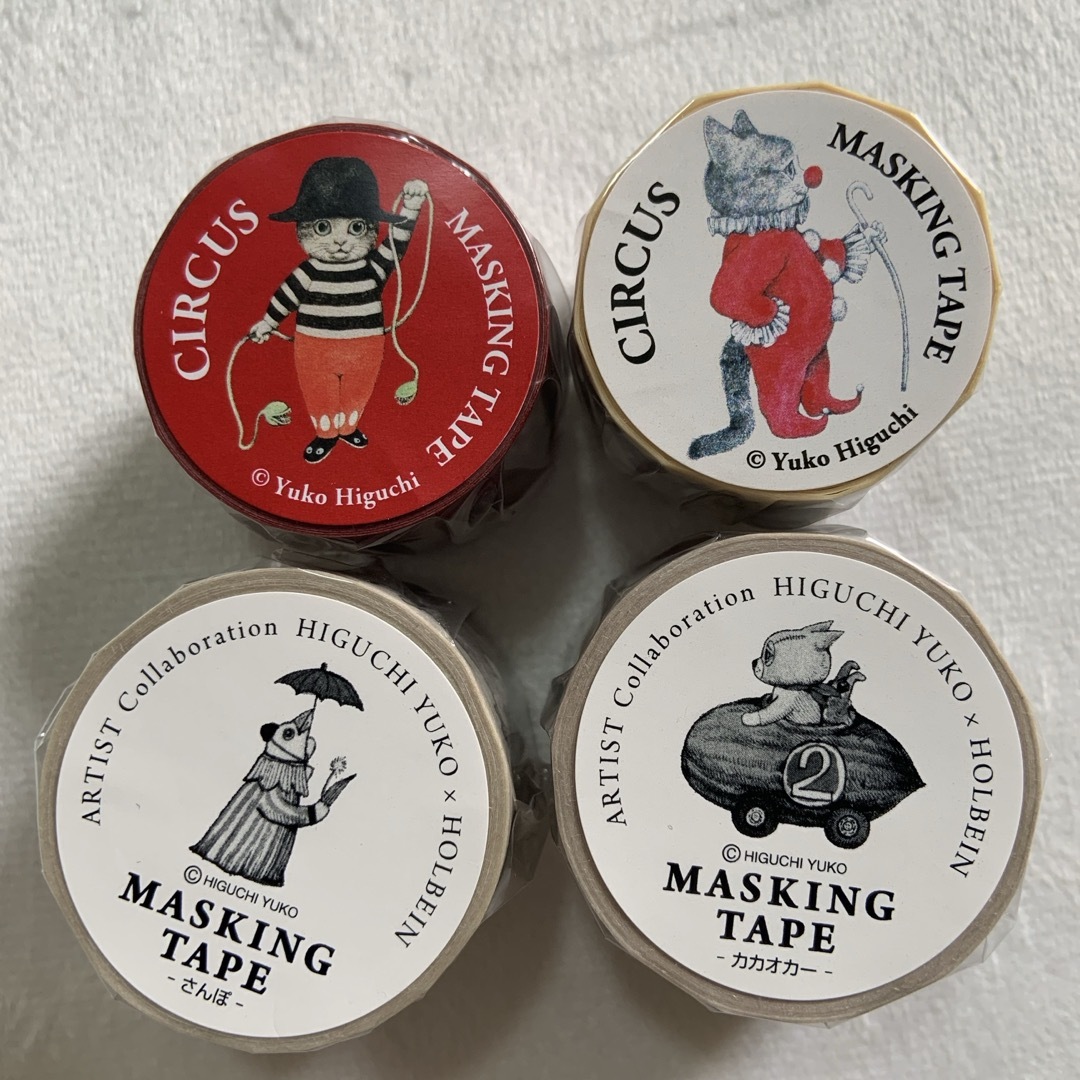 CIRCUS
MASKING TAPE
© Yuko Higuchi
CIRCUS
MASKING TAPE
© Yuko Higuchi
ARTIST Collaboration HIGUCHI YUKO × HOLBEIN
© HIGUCHI YUKO
MASKING
TAPE
- さんぽ -
ARTIST Collaboration HIGUCHI YUKO × HOLBEIN
2
© HIGUCHI YUKO
MASKING
TAPE
- カカオカー -